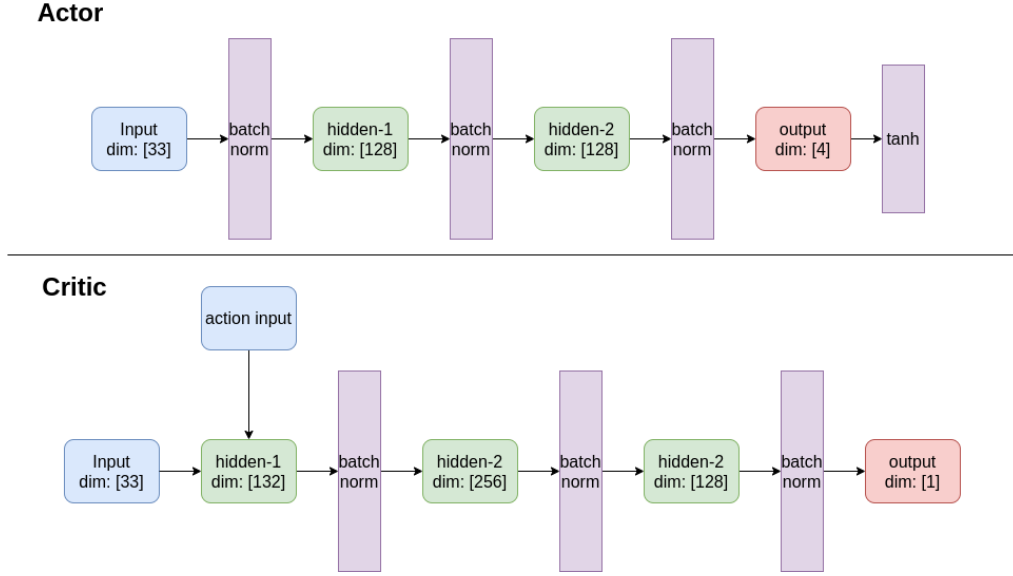 Actor
Input
dim: [33]
batch
norm
hidden-1
dim: [128]
batch
norm
hidden-2
dim: [128]
batch
norm
output
dim: [4]
tanh
Critic
action input
Input
dim: [33]
hidden-1
dim: [132]
batch
norm
hidden-2
dim: [256]
batch
norm
hidden-2
dim: [128]
batch
norm
output
dim: [1]